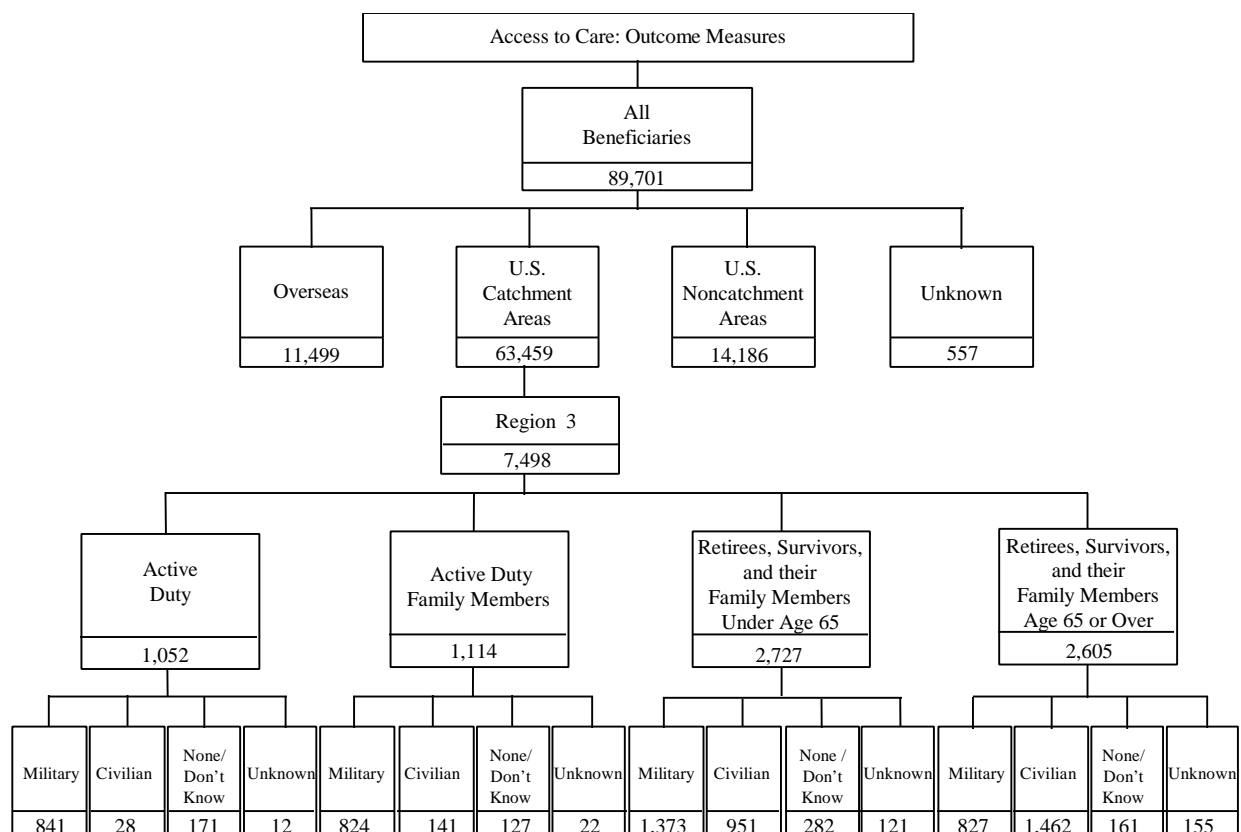 Access to Care: Outcome Measures
All
Beneficiaries
89,701
Overseas
11,499
U.S.
Catchment
Areas
63,459
U.S.
Noncatchment
Areas
14,186
Unknown
557
Region 3
7,498
Active
Duty
1,052
Active Duty
Family Members
1,114
Retirees, Survivors,
and their
Family Members
Under Age 65
2,727
Retirees, Survivors,
and their
Family Members
Age 65 or Over
2,605
Military
841
Civilian
28
None/
Don't
Know
171
Unknown
12
Military
824
Civilian
141
None/
Don't
Know
127
Unknown
22
Military
1,373
Civilian
951
None /
Don't
Know
282
Unknown
121
Military
827
Civilian
1,462
None/
Don't
Know
161
Unknown
155